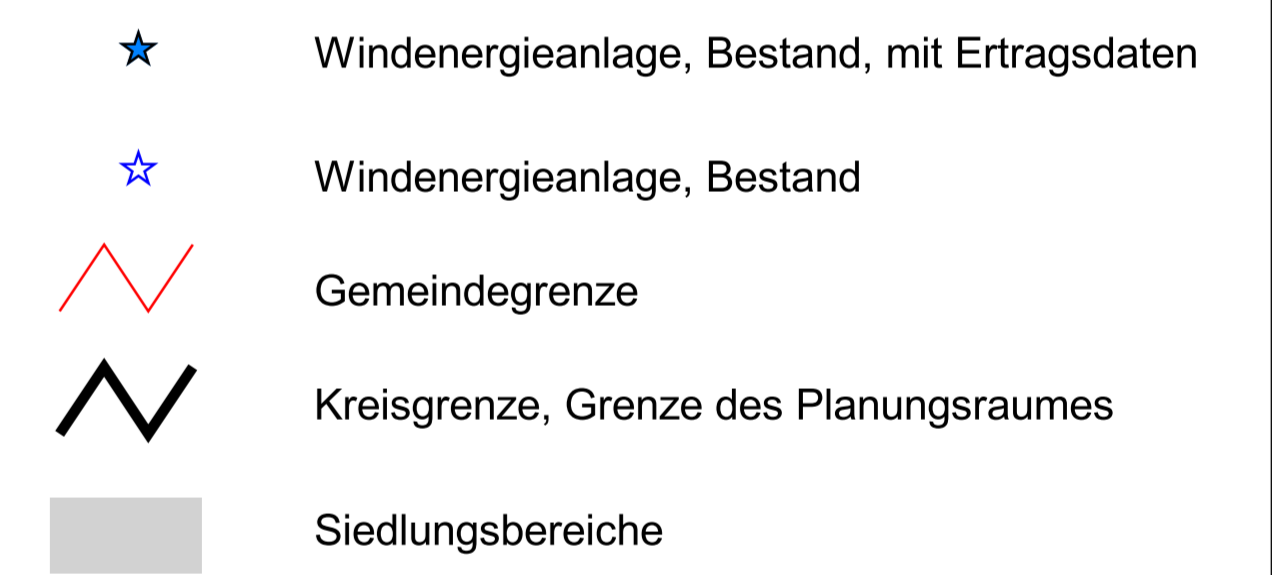 Windenergieanlage, Bestand, mit Ertragsdaten
Windenergieanlage, Bestand
Gemeindegrenze
Kreisgrenze, Grenze des Planungsraumes
Siedlungsbereiche